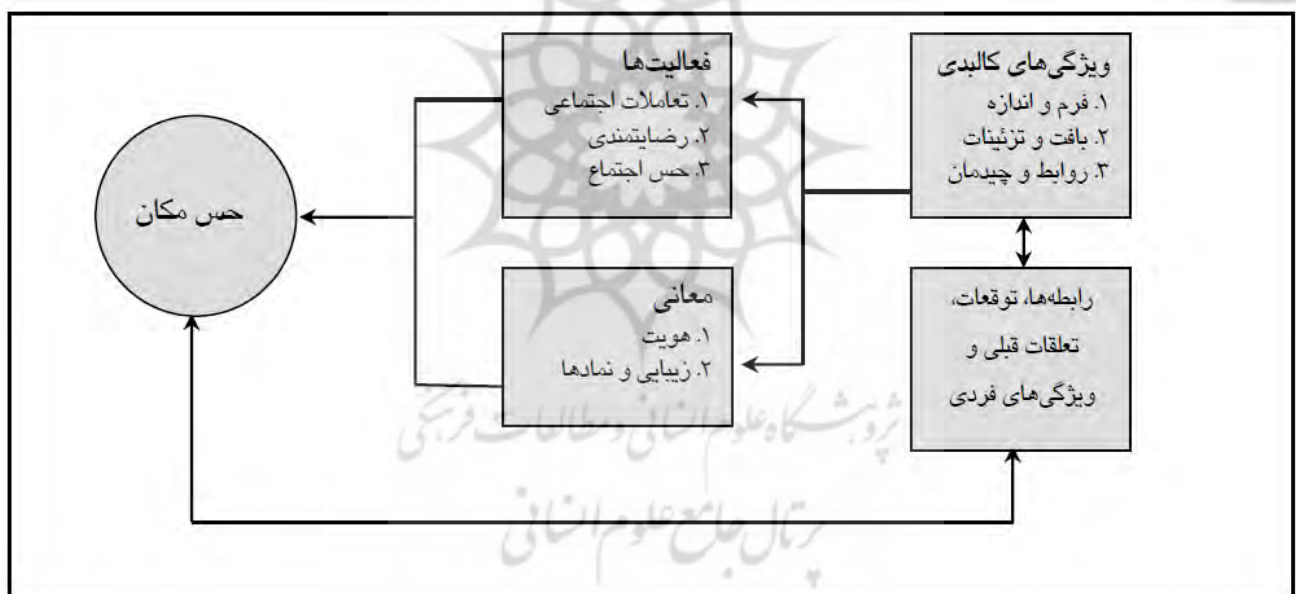 ویژگی‌های کالبدی
۱. فرم و اندازه
۲. بافت و تزئینات
۳. روابط و چیدمان
رابطه‌ها، توقعات،
تعلقات قبلی و
ویژگی‌های فردی
فعالیت‌ها
۱. تعاملات اجتماعی
۲. رضایتمندی
۳. حس اجتماع
معانی
۱. هویت
۲. زیبایی و نمادها
حس مکان
پژوهشگاه علوم انسانی و مطالعات فرهنگی
پرتال جامع علوم انسانی